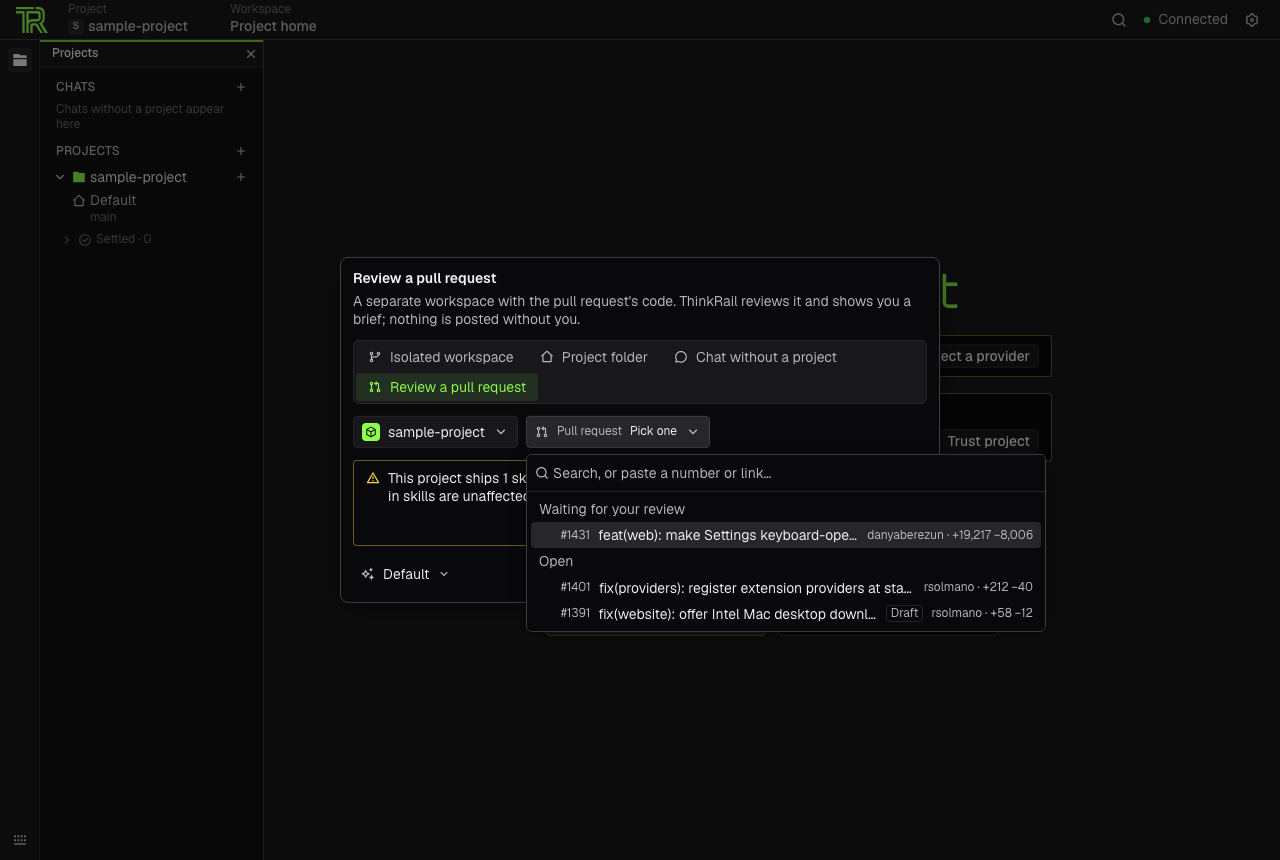 TR
Project
S sample-project
Workspace
Project home
Connected
Projects
CHATS
Chats without a project appear
here
PROJECTS
sample-project
Default
main
Settled · 0
t
Review a pull request
A separate workspace with the pull request's code. ThinkRail reviews it and shows you a
brief; nothing is posted without you.
Isolated workspace
Project folder
Chat without a project
Review a pull request
ect a provider
sample-project
Pull request Pick one
Trust project
This project ships 1 sk
in skills are unaffected
Search, or paste a number or link...
Waiting for your review
#1431 feat(web): make Settings keyboard-ope... danyaberezun · +19,217 −8,006
Open
#1401 fix(providers): register extension providers at sta... rsolmano · +212 −40
#1391 fix(website): offer Intel Mac desktop downl... Draft rsolmano · +58 −12
Default